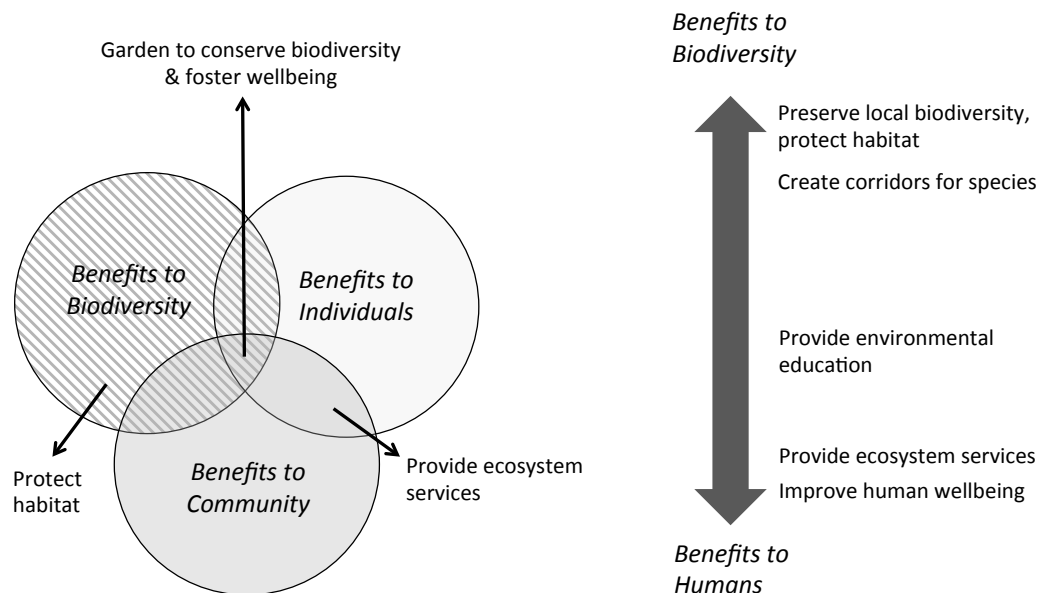 Garden to conserve biodiversity
& foster wellbeing
Benefits to
Biodiversity
Benefits to
Individuals
Benefits to
Community
Protect
habitat
Provide ecosystem
services
Benefits to
Biodiversity
Preserve local biodiversity,
protect habitat
Create corridors for species
Provide environmental
education
Provide ecosystem services
Improve human wellbeing
Benefits to
Humans